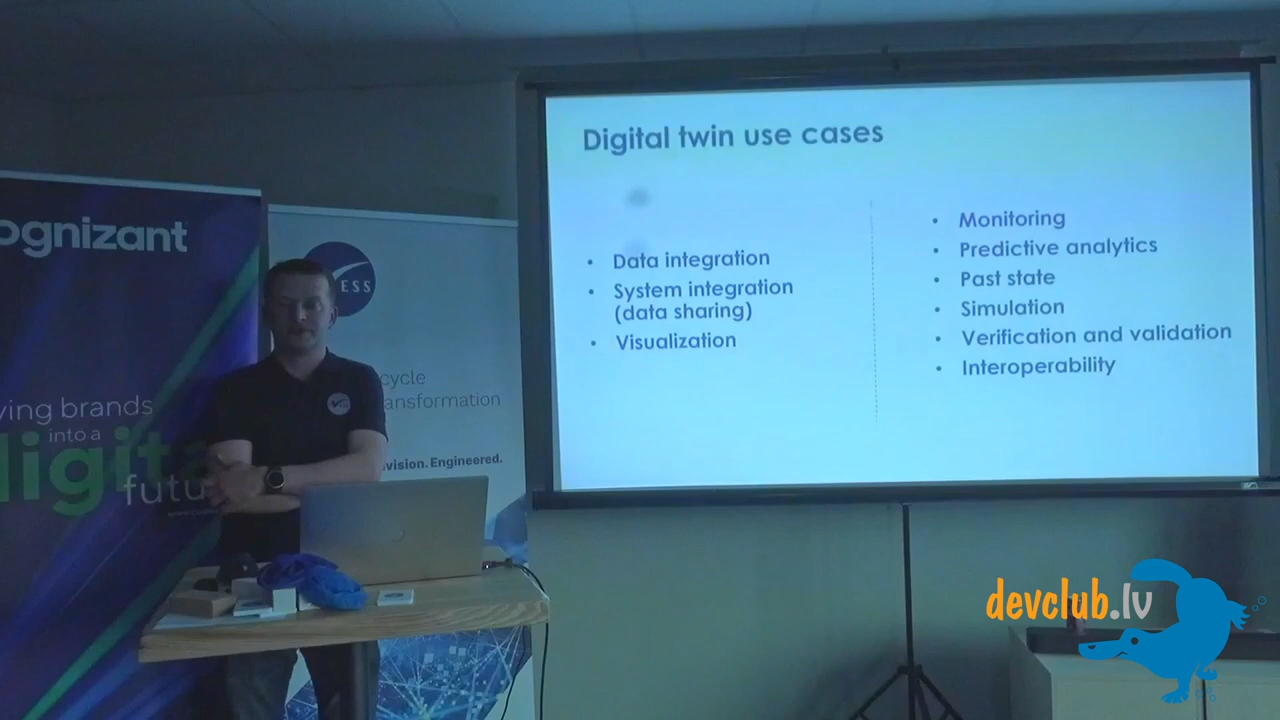 Digital twin use cases
• Data integration
• System integration
(data sharing)
• Visualization
• Monitoring
• Predictive analytics
• Past state
• Simulation
• Verification and validation
• Interoperability
ognizant
ving brands
into a
digita
futu
ESS
cycle
ansformation
vision. Engineered.
devclub.lv